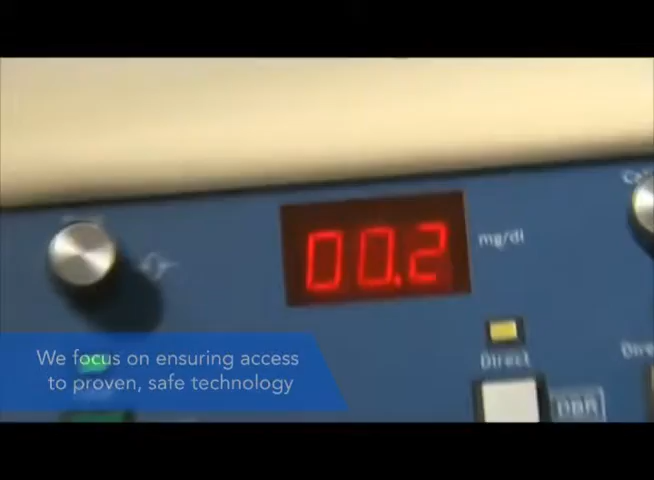 00.2
mg/dl
Direct
DBR
We focus on ensuring access
to proven, safe technology